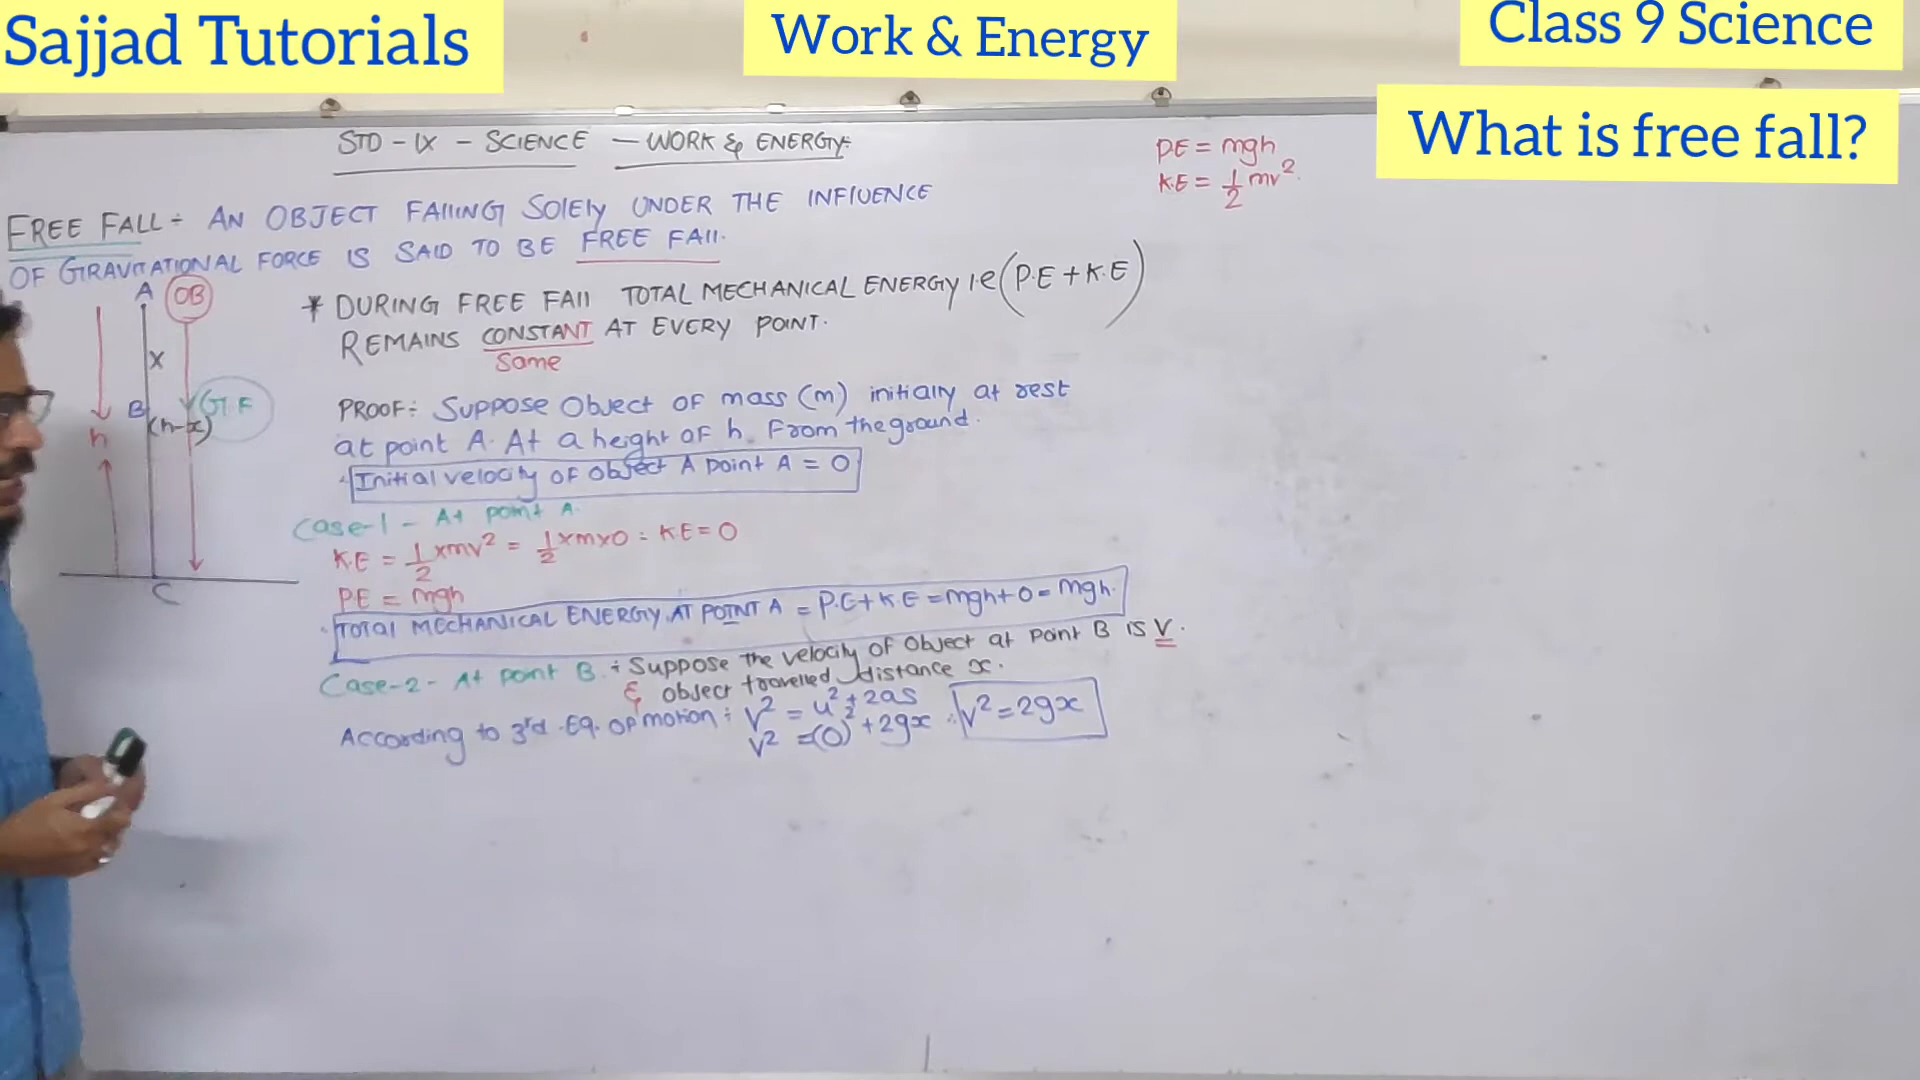 Sajjad Tutorials
Work & Energy
Class 9 Science
What is free fall?
STD - IX - SCIENCE - WORK & ENERGY:
PE = mgh
K.E = 1/2 mv²
FREE FALL ÷ AN OBJECT FAllING SOlEly UNDER THE INFlUENCE
OF GRAVITATIONAL FORCE IS SAID TO BE FREE FAll.
A
OB
X
B
G F
(h-x)
h
C
* DURING FREE FAll TOTAL MECHANICAL ENERGY i.e (P.E + K.E)
REMAINS CONSTANT AT EVERY POINT.
Same
PROOF ÷ Suppose Object OF mass (m) initially at rest
at point A. At a height OF h. From the ground.
∴ Initial velocity OF Object A point A = 0
Case-1 - At point A.
K.E = 1/2 × mv² = 1/2 × m × 0 = K.E = 0
P.E = mgh
∴ TOTAl MECHANICAL ENERGY AT POINT A = P.E + K.E = mgh + 0 = mgh.
Case-2 - At point B. ÷ Suppose the velocity of Object at Point B IS V.
& object travelled distance x.
According to 3rd Eq. OF motion ÷ v² = u² + 2as
v² = (0)² + 2gx ∴ v² = 2gx